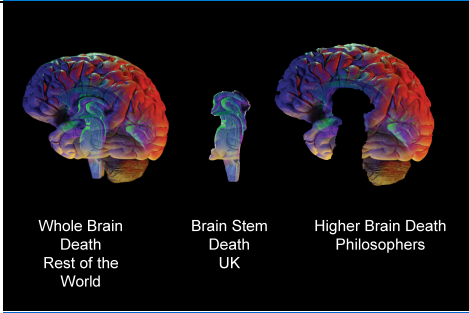 Whole Brain
Death
Rest of the
World
Brain Stem
Death
UK
Higher Brain Death
Philosophers